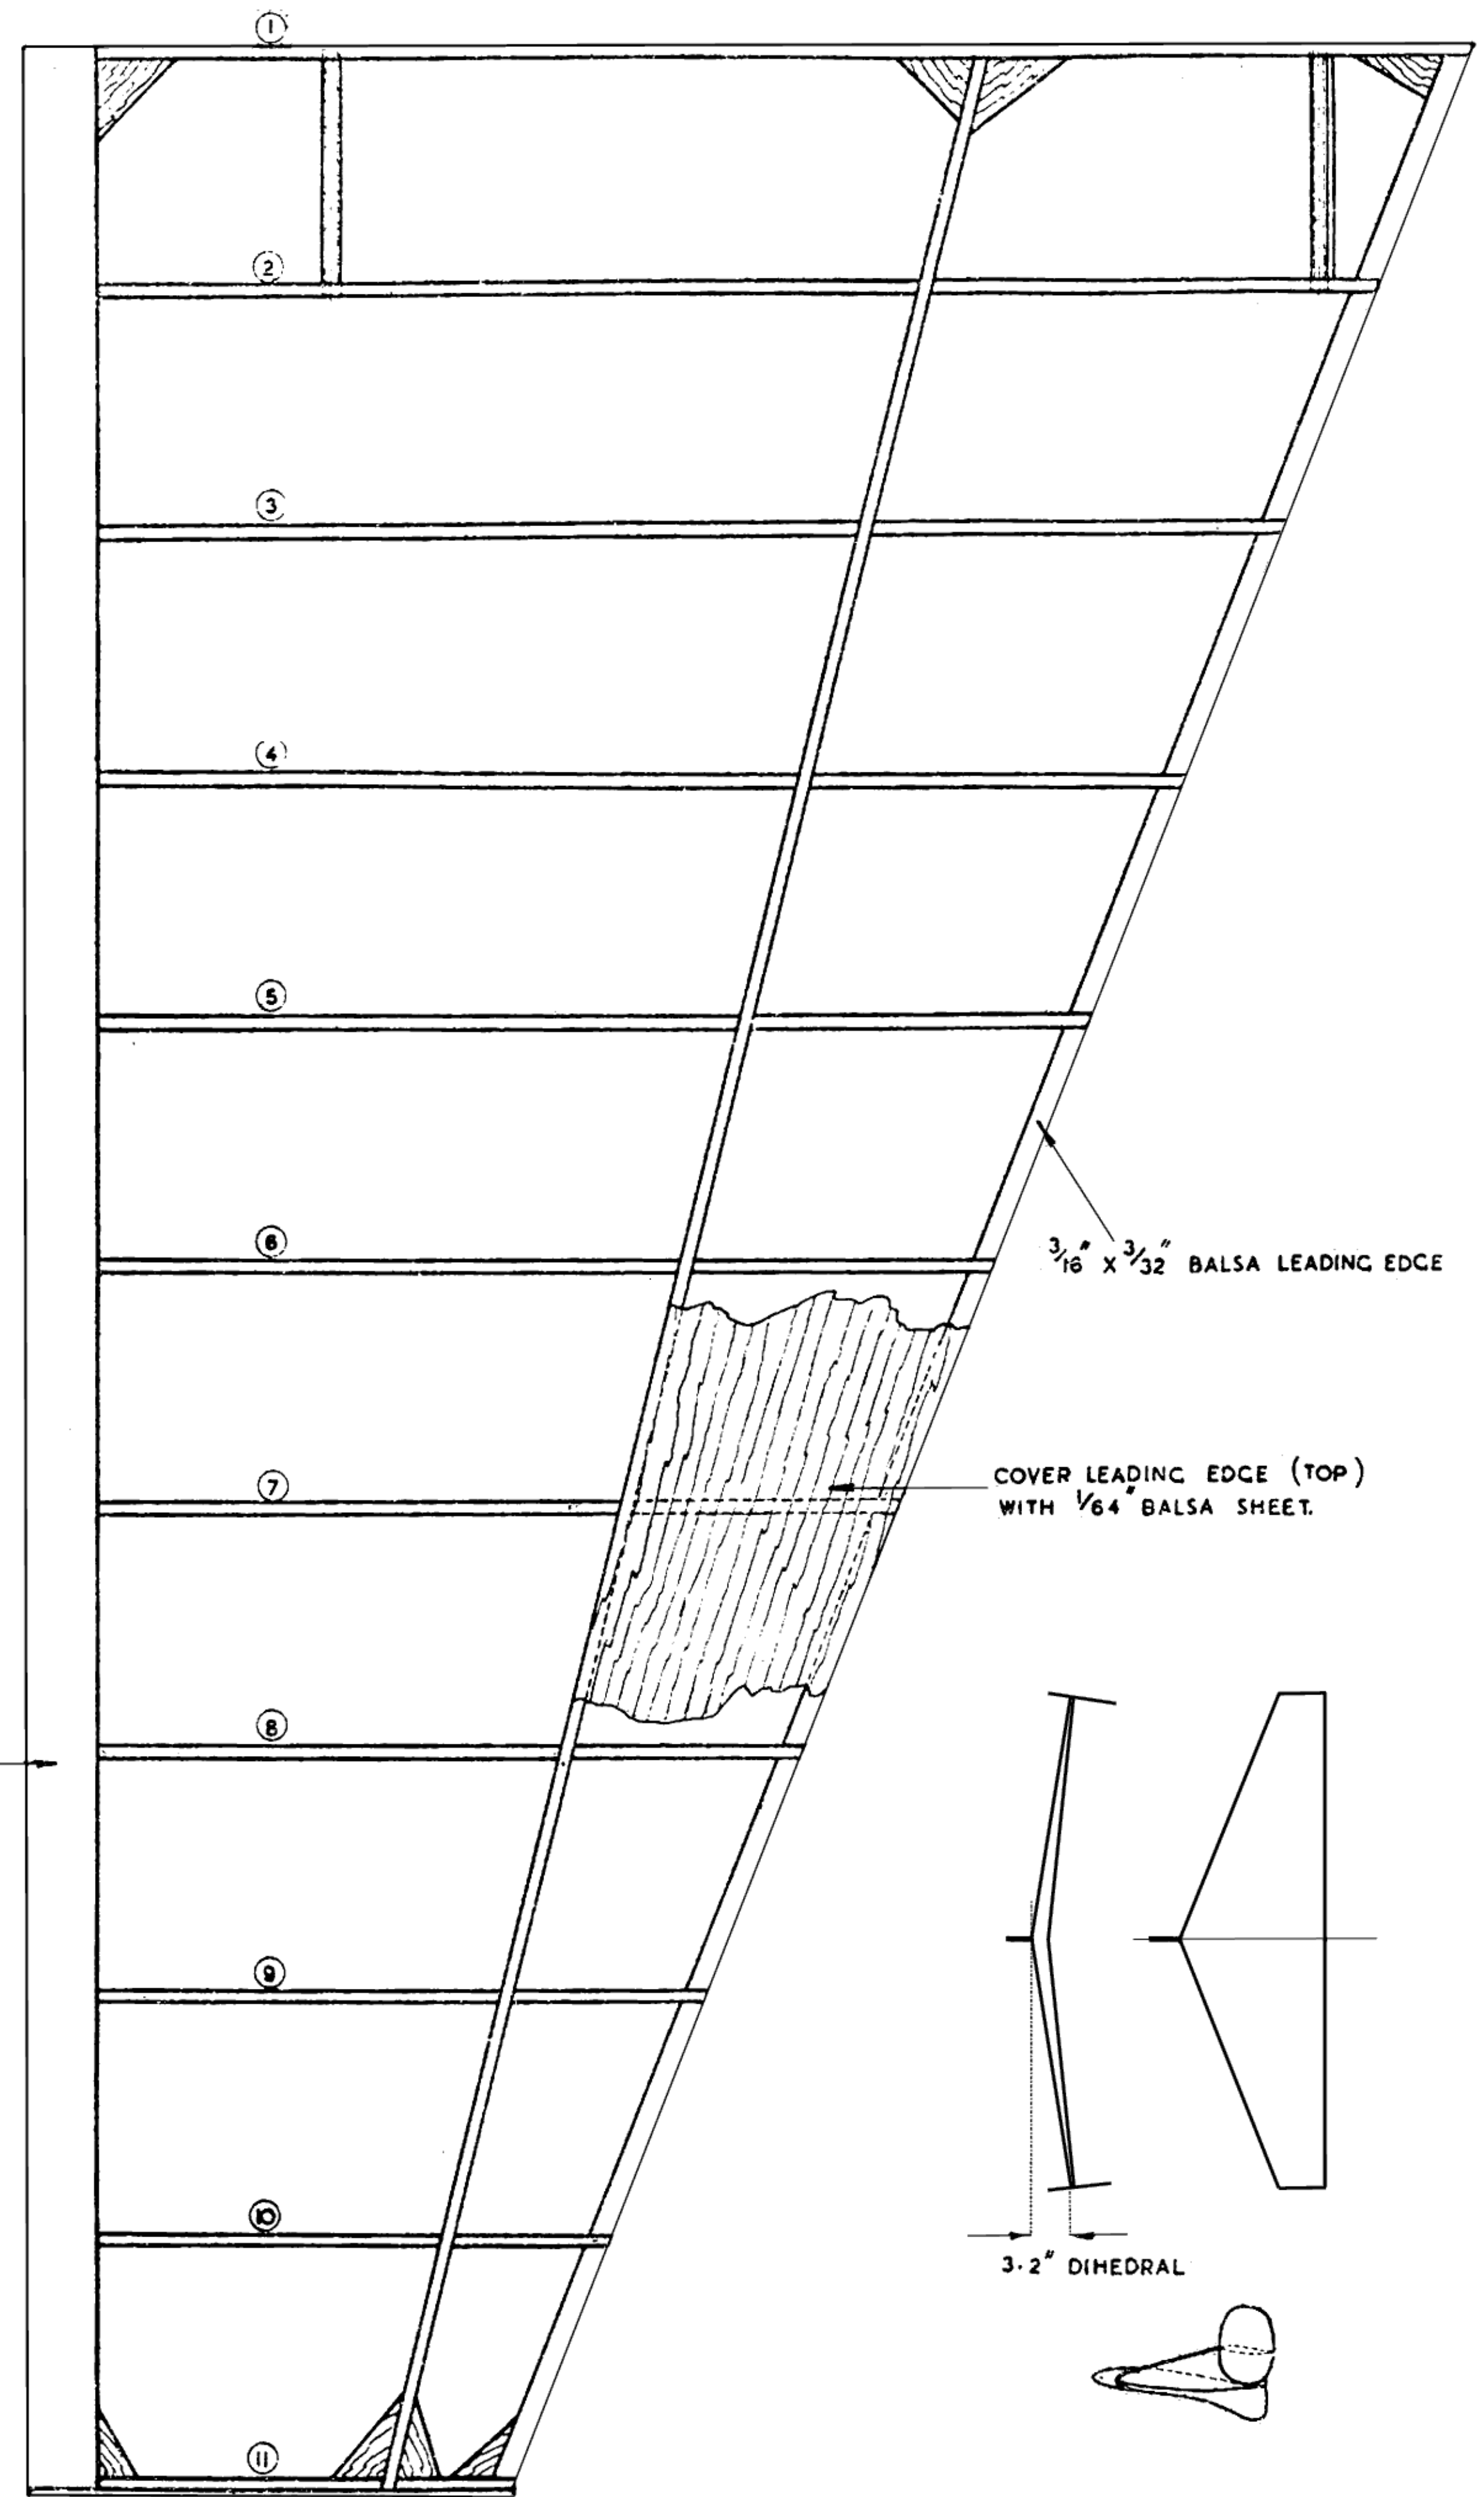 1
2
3
4
5
6
3/16" X 3/32" BALSA LEADING EDGE
7
COVER LEADING EDGE (TOP)
WITH 1/64" BALSA SHEET.
8
9
10
3.2" DIHEDRAL
11